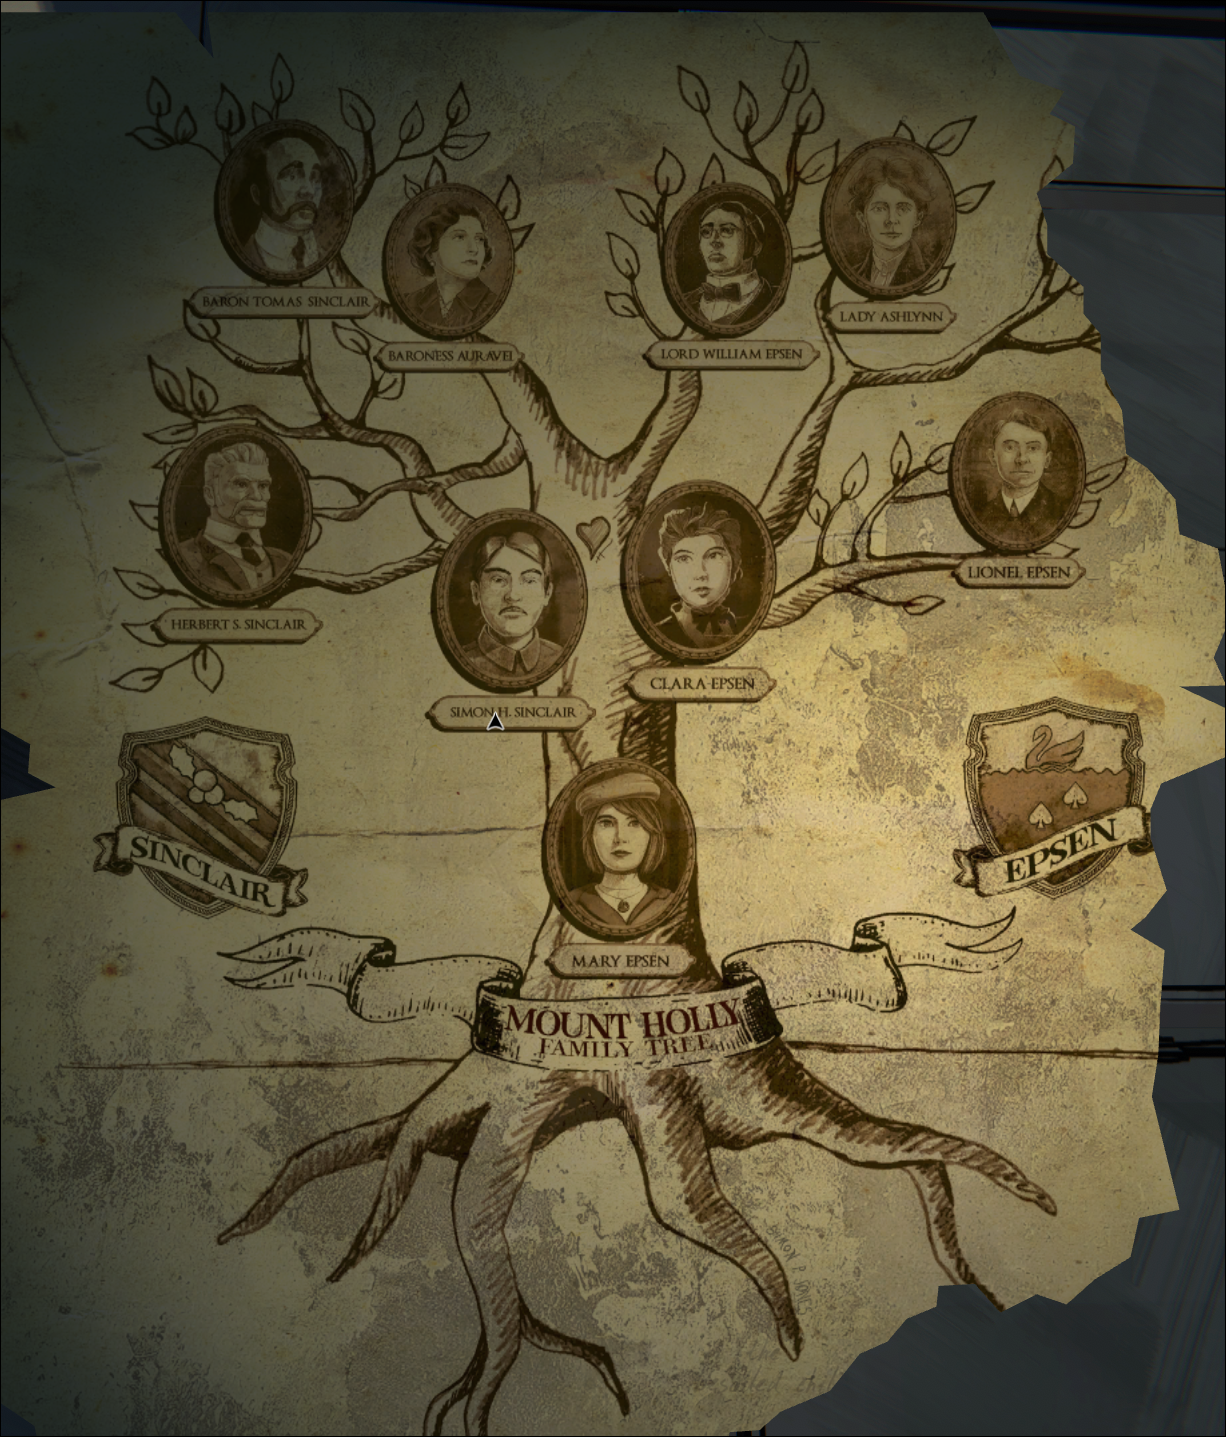 BARON TOMAS SINCLAIR
BARONESS AURAVEI
LORD WILLIAM EPSEN
LADY ASHLYNN
HERBERT S. SINCLAIR
SIMON H. SINCLAIR
CLARA EPSEN
LIONEL EPSEN
SINCLAIR
EPSEN
MARY EPSEN
MOUNT HOLLY
FAMILY TREE